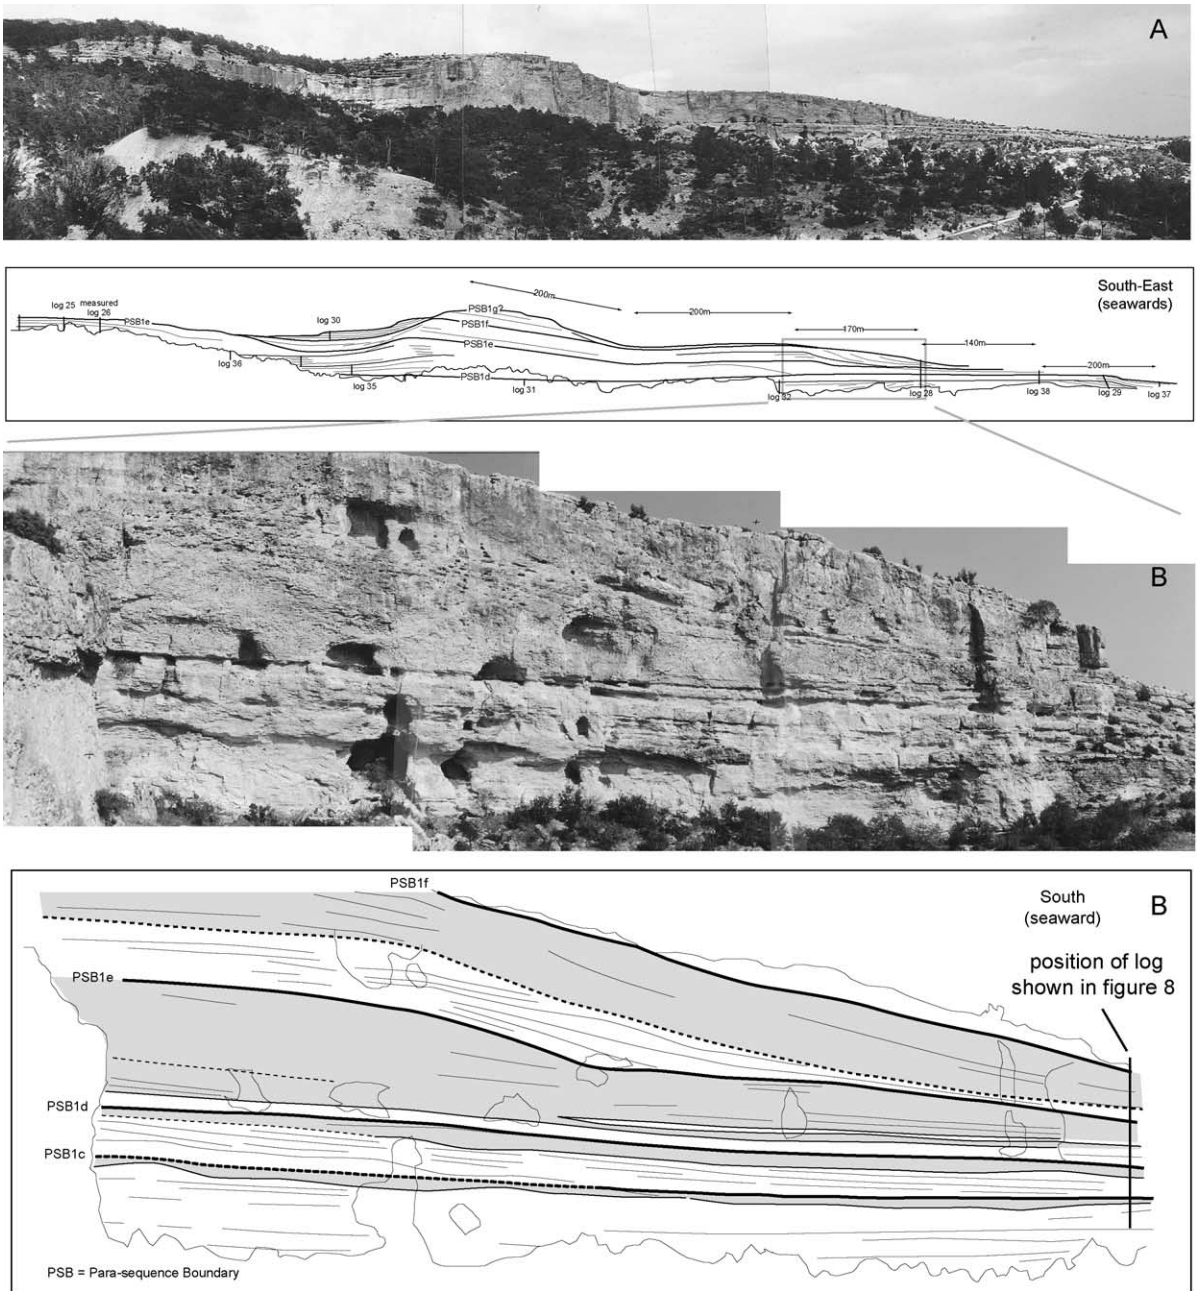 A
South-East
(seawards)
200m
200m
170m
140m
200m
log 25
measured
log 26
PSB1e
log 30
PSB1g?
PSB1f
PSB1e
PSB1d
log 36
log 35
log 31
log 32
log 28
log 38
log 29
log 37
B
PSB1f
South
(seaward)
B
position of log
shown in figure 8
PSB1e
PSB1d
PSB1c
PSB = Para-sequence Boundary